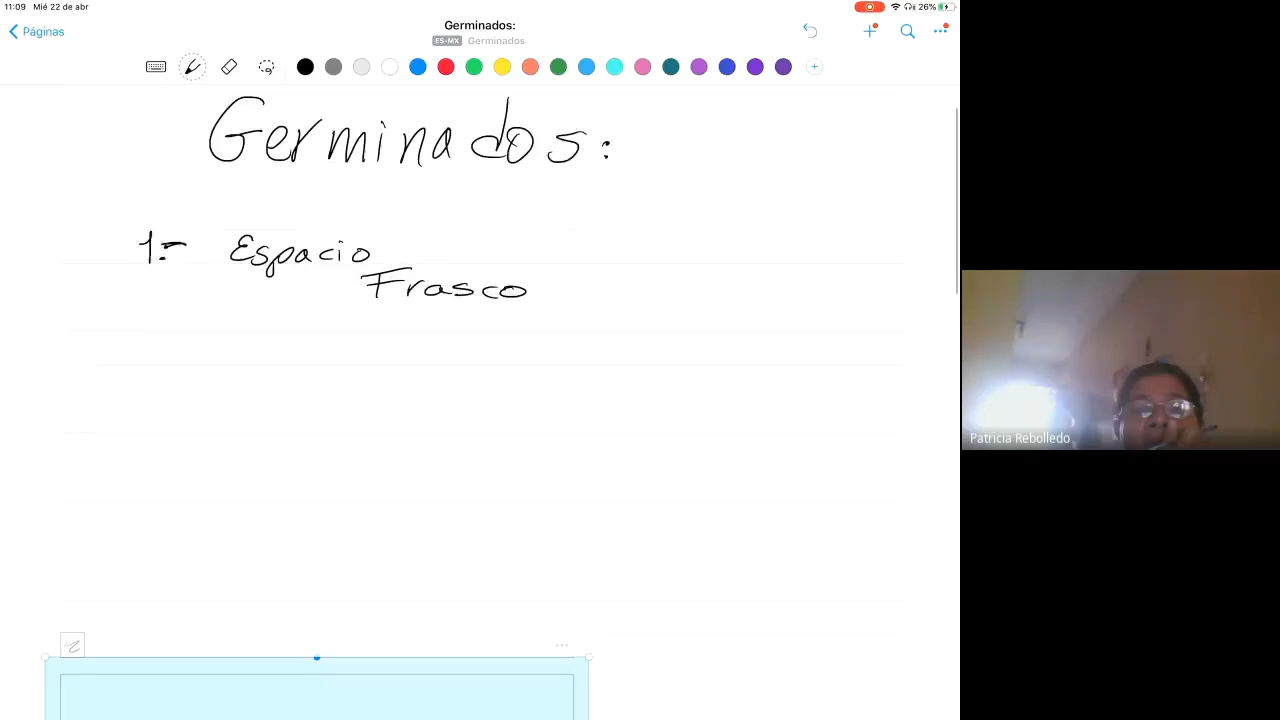 11:09 Mié 22 de abr
26%
Páginas
Germinados:
ES-MX Germinados
Germinados:
1.- Espacio
Frasco
Patricia Rebolledo